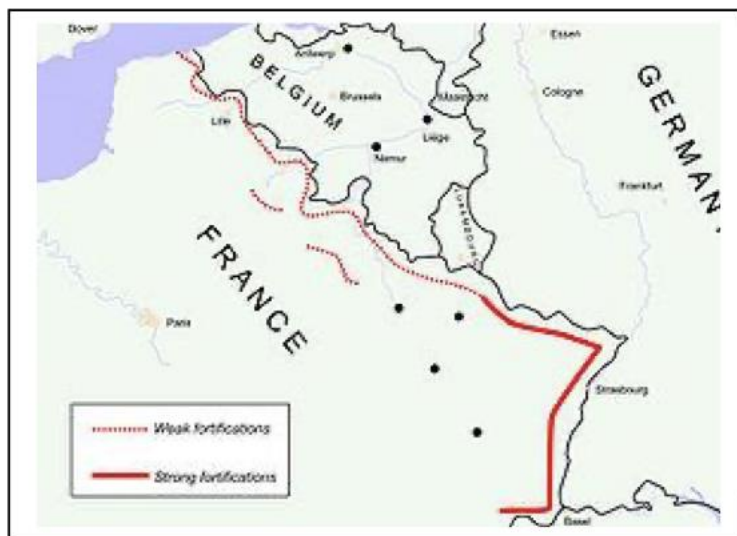 Dover
Antwerp
Essen
BELGIUM
Brussels
Maastricht
Cologne
GERMAN
Lille
Liège
Namur
Frankfurt
LUXEMBOURG
FRANCE
Paris
Strasbourg
Weak fortifications
Strong fortifications
Basel